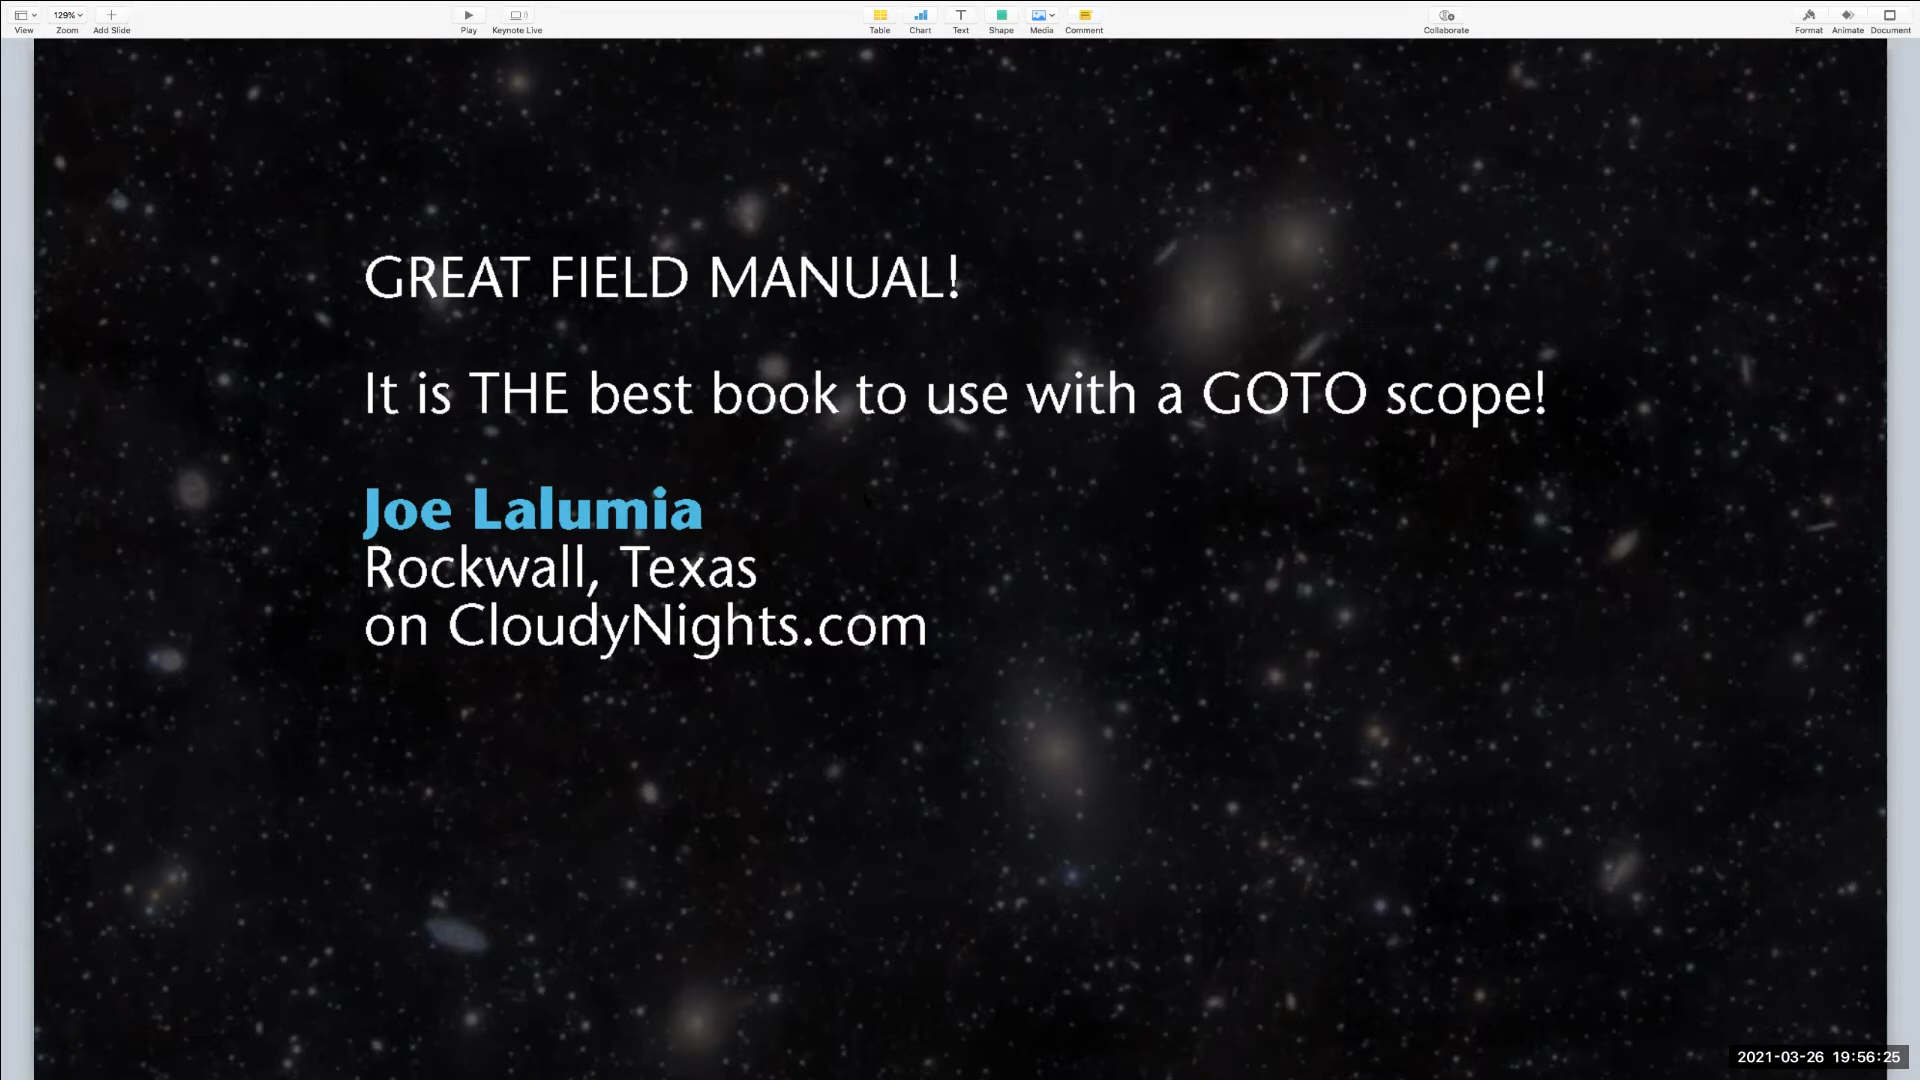 129%
View Zoom Add Slide Play Keynote Live Table Chart Text Shape Media Comment Collaborate Format Animate Document
GREAT FIELD MANUAL!
It is THE best book to use with a GOTO scope!
Joe Lalumia
Rockwall, Texas
on CloudyNights.com
2021-03-26 19:56:25